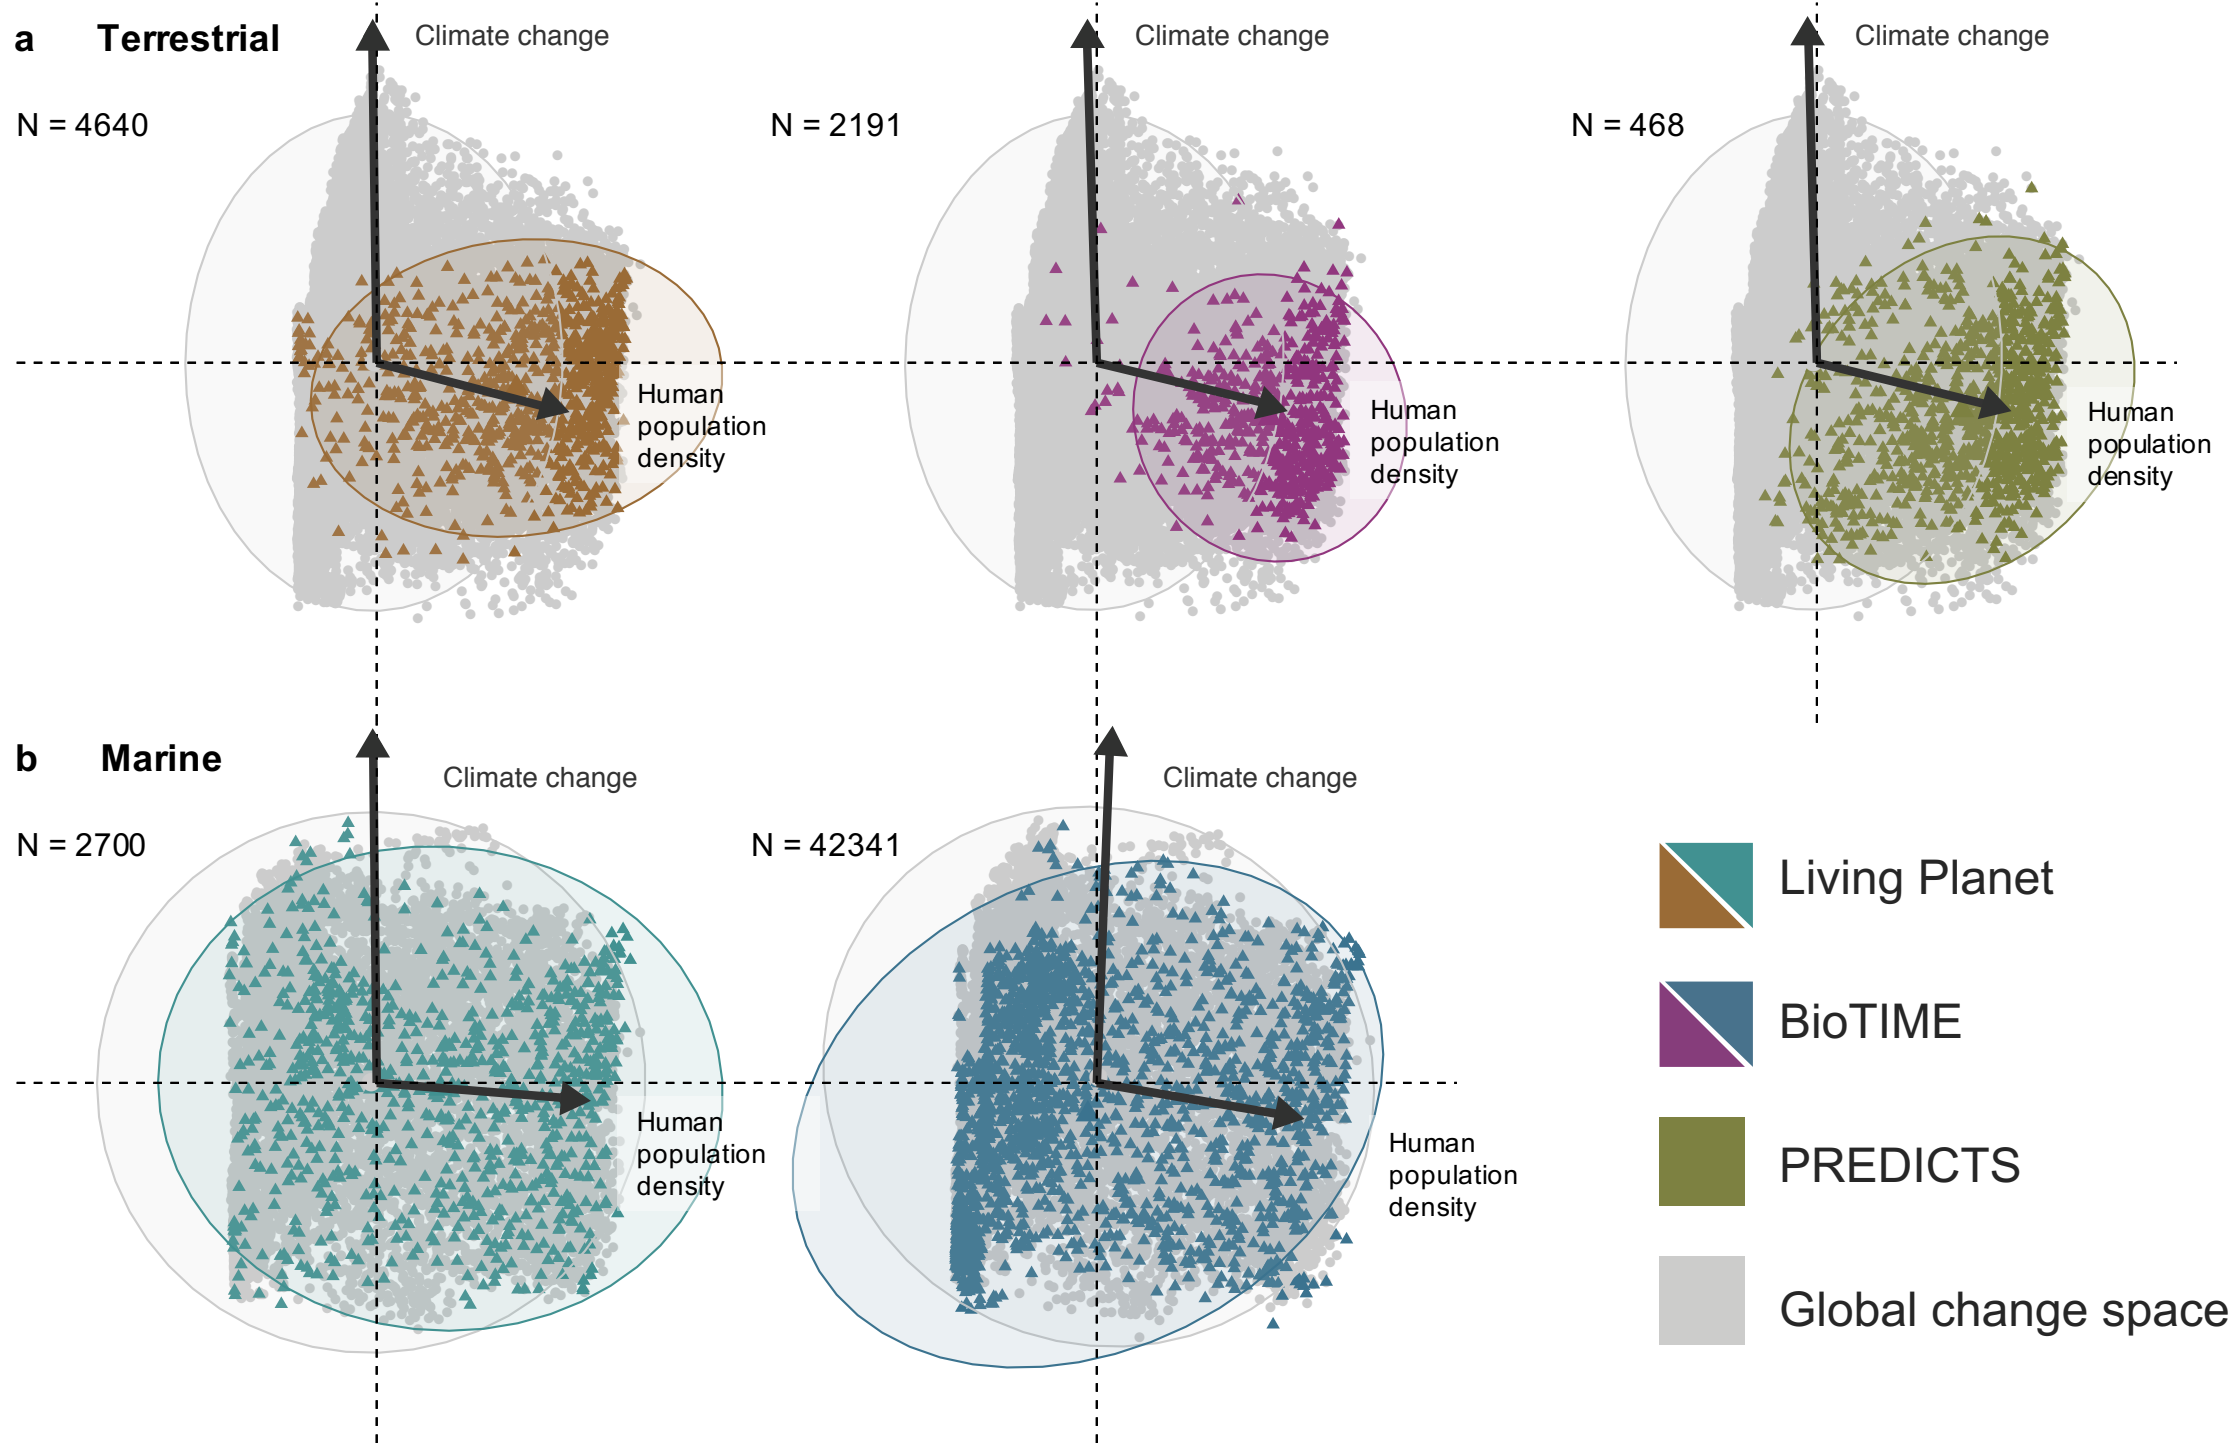 a Terrestrial
Climate change
Climate change
Climate change
N = 4640
N = 2191
N = 468
Human
population
density
Human
population
density
Human
population
density
b Marine
Climate change
Climate change
N = 2700
N = 42341
Human
population
density
Human
population
density
Living Planet
BioTIME
PREDICTS
Global change space